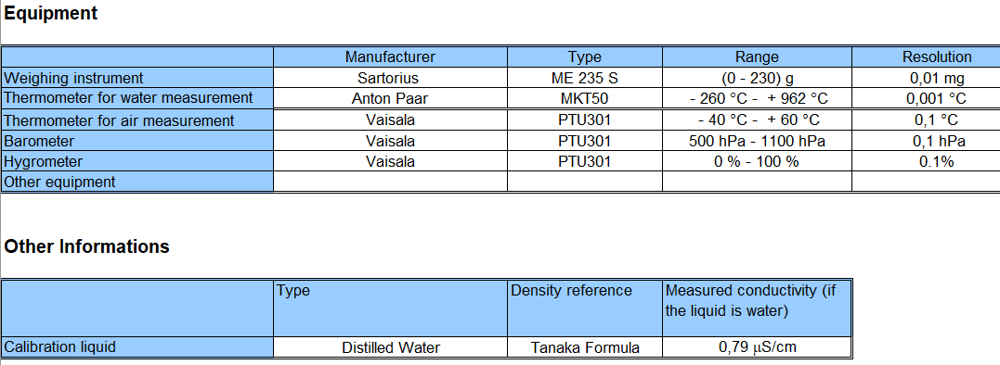 Equipment
Manufacturer Type Range Resolution
Weighing instrument Sartorius ME 235 S (0 - 230) g 0,01 mg
Thermometer for water measurement Anton Paar MKT50 - 260 °C - + 962 °C 0,001 °C
Thermometer for air measurement Vaisala PTU301 - 40 °C - + 60 °C 0,1 °C
Barometer Vaisala PTU301 500 hPa - 1100 hPa 0,1 hPa
Hygrometer Vaisala PTU301 0 % - 100 % 0.1%
Other equipment
Other Informations
Type Density reference Measured conductivity (if
the liquid is water)
Calibration liquid Distilled Water Tanaka Formula 0,79 µS/cm